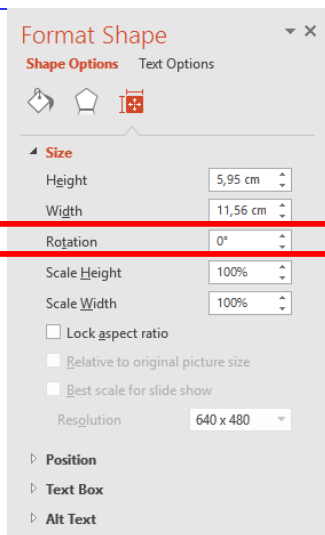 Format Shape
Shape Options Text Options
Size
Height 5,95 cm
Width 11,56 cm
Rotation 0°
Scale Height 100%
Scale Width 100%
Lock aspect ratio
Relative to original picture size
Best scale for slide show
Resolution 640 x 480
Position
Text Box
Alt Text